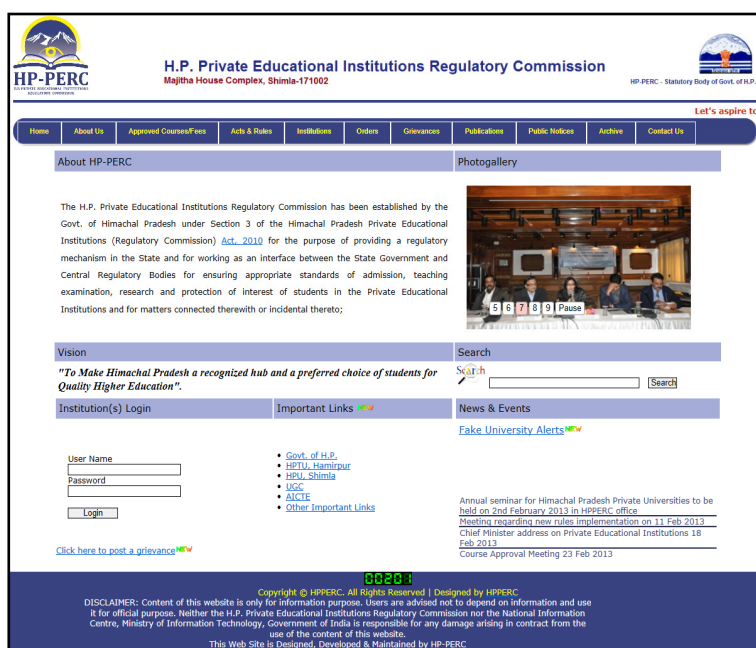 HP-PERC
H.P. PRIVATE EDUCATIONAL INSTITUTIONS
REGULATORY COMMISSION
H.P. Private Educational Institutions Regulatory Commission
Majitha House Complex, Shimla-171002
HP-PERC - Statutory Body of Govt. of H.P.
Let's aspire to
Home About Us Approved Courses/Fees Acts & Rules Institutions Orders Grievances Publications Public Notices Archive Contact Us
About HP-PERC
The H.P. Private Educational Institutions Regulatory Commission has been established by the
Govt. of Himachal Pradesh under Section 3 of the Himachal Pradesh Private Educational
Institutions (Regulatory Commission) Act, 2010 for the purpose of providing a regulatory
mechanism in the State and for working as an interface between the State Government and
Central Regulatory Bodies for ensuring appropriate standards of admission, teaching
examination, research and protection of interest of students in the Private Educational
Institutions and for matters connected therewith or incidental thereto;
Photogallery
5 6 7 8 9 Pause
Vision
"To Make Himachal Pradesh a recognized hub and a preferred choice of students for
Quality Higher Education".
Search
Search
Search
Institution(s) Login
User Name
Password
Login
Click here to post a grievance NEW
Important Links NEW
Govt. of H.P.
HPTU, Hamirpur
HPU, Shimla
UGC
AICTE
Other Important Links
News & Events
Fake University Alerts NEW
Annual seminar for Himachal Pradesh Private Universities to be
held on 2nd February 2013 in HPPERC office
Meeting regarding new rules implementation on 11 Feb 2013
Chief Minister address on Private Educational Institutions 18
Feb 2013
Course Approval Meeting 23 Feb 2013
00201
Copyright © HPPERC. All Rights Reserved | Designed by HPPERC
DISCLAIMER: Content of this website is only for information purpose. Users are advised not to depend on information and use
it for official purpose. Neither the H.P. Private Educational Institutions Regulatory Commission nor the National Information
Centre, Ministry of Information Technology, Government of India is responsible for any damage arising in contract from the
use of the content of this website.
This Web Site is Designed, Developed & Maintained by HP-PERC